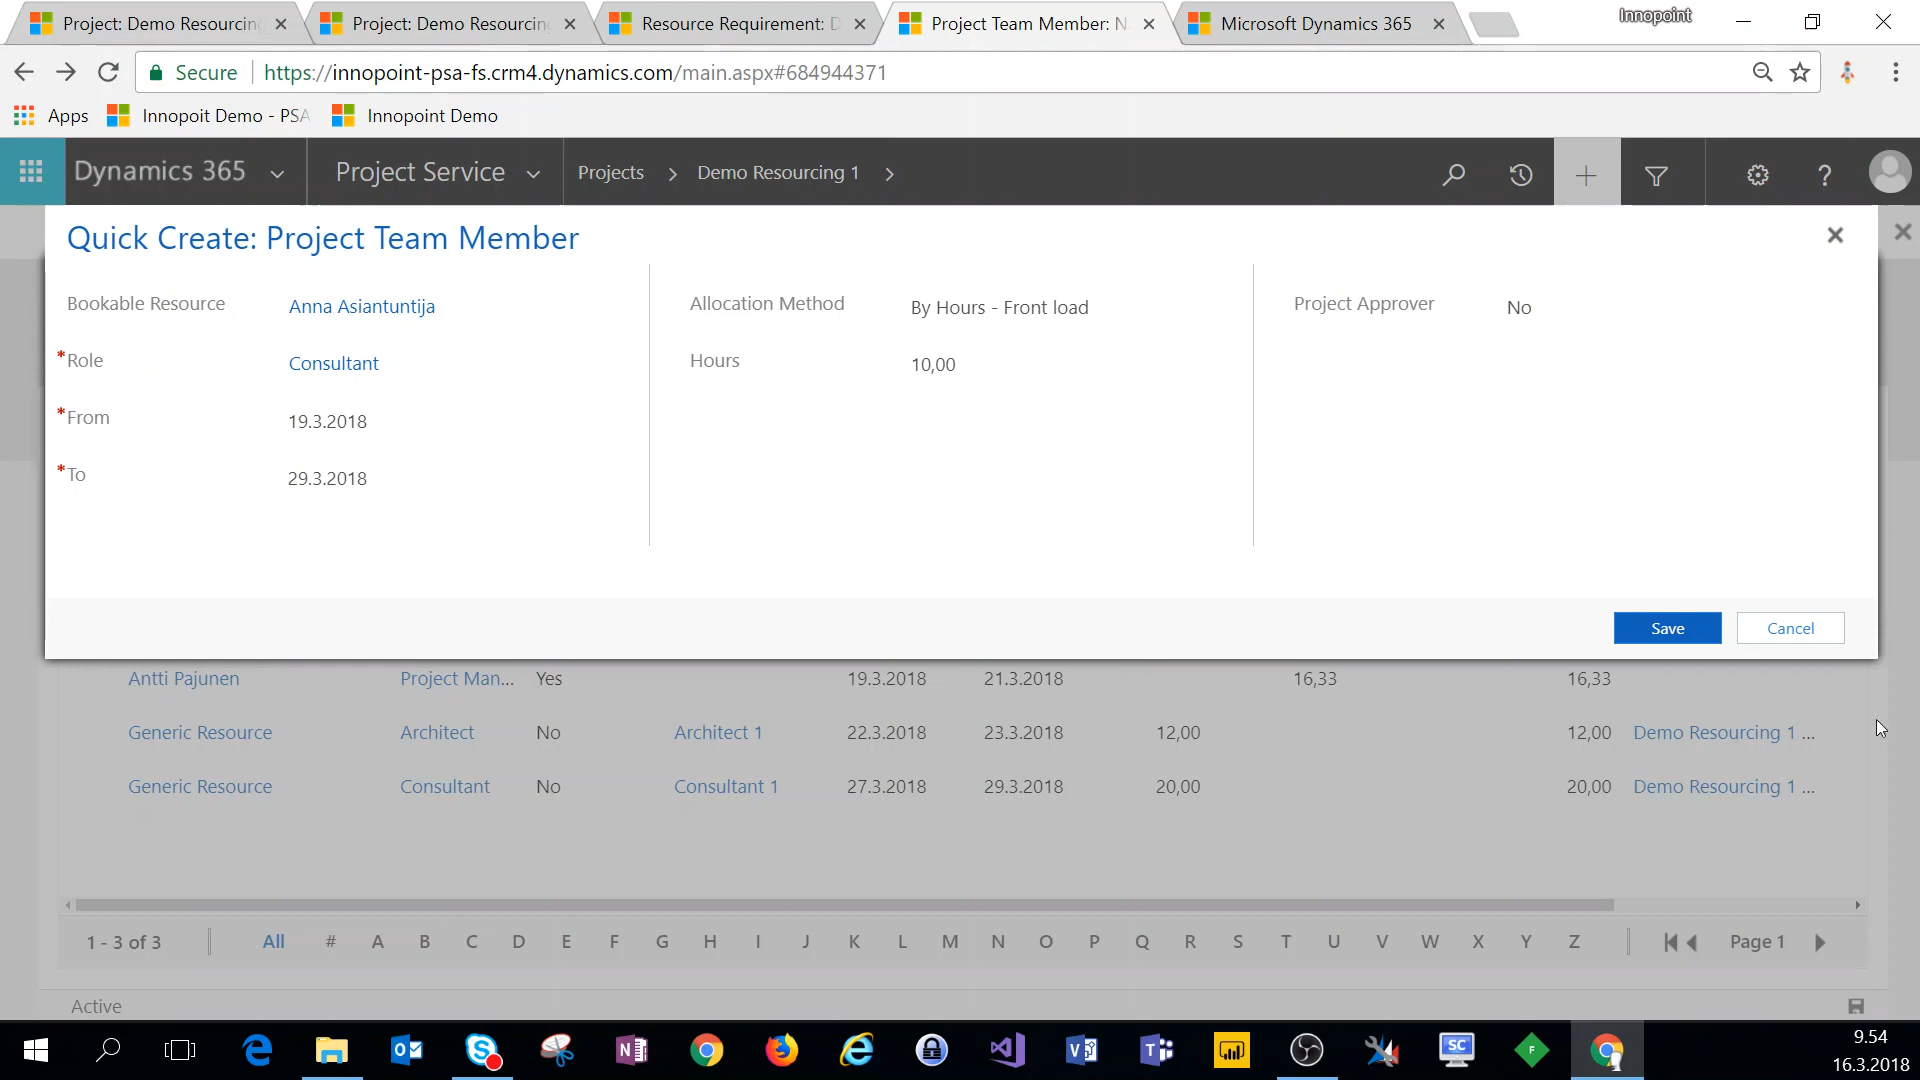 Project: Demo Resourcing
Project: Demo Resourcing
Resource Requirement: D
Project Team Member: N
Microsoft Dynamics 365
Innopoint
Secure
https://innopoint-psa-fs.crm4.dynamics.com/main.aspx#684944371
Apps
Innopoit Demo - PSA
Innopoint Demo
Dynamics 365
Project Service
Projects
Demo Resourcing 1
Quick Create: Project Team Member
Bookable Resource Anna Asiantuntija
*Role Consultant
*From 19.3.2018
*To 29.3.2018
Allocation Method By Hours - Front load
Hours 10,00
Project Approver No
Save
Cancel
Antti Pajunen Project Man... Yes 19.3.2018 21.3.2018 16,33 16,33
Generic Resource Architect No Architect 1 22.3.2018 23.3.2018 12,00 12,00 Demo Resourcing 1 ...
Generic Resource Consultant No Consultant 1 27.3.2018 29.3.2018 20,00 20,00 Demo Resourcing 1 ...
1 - 3 of 3 All # A B C D E F G H I J K L M N O P Q R S T U V W X Y Z Page 1
Active
9.54
16.3.2018